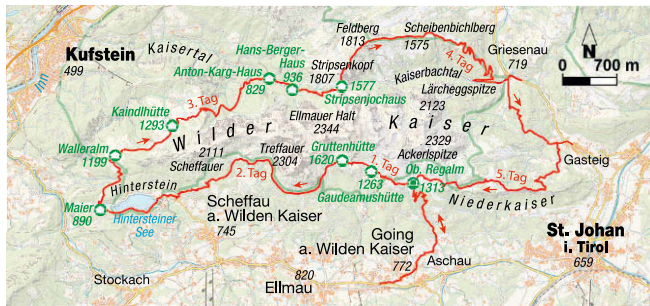 Feldberg
1813
Scheibenbichlberg
1575
Griesenau
719
N
0 700 m
Kufstein
499
Kaisertal
Hans-Berger-
Haus
936
Stripsenkopf
1807
4. Tag
Inn
Anton-Karg-Haus
829
1577
Stripsenjochaus
Kaiserbachtal
Lärcheggspitze
2123
3. Tag
Kaindlhütte
1293
Ellmauer Halt
2344
Wilder
Kaiser
2329
Ackerlspitze
Walleralm
1199
2111
Scheffauer
Treffauer
2304
Gruttenhütte
1620
1. Tag
Gasteig
Hinterstein
2. Tag
1263
Gaudeamushütte
Ob. Regalm
1313
5. Tag
Niederkaiser
Maier
890
Hintersteiner
See
Scheffau
a. Wilden Kaiser
745
Going
a. Wilden Kaiser
772
St. Johan
i. Tirol
659
Aschau
Stockach
820
Ellmau